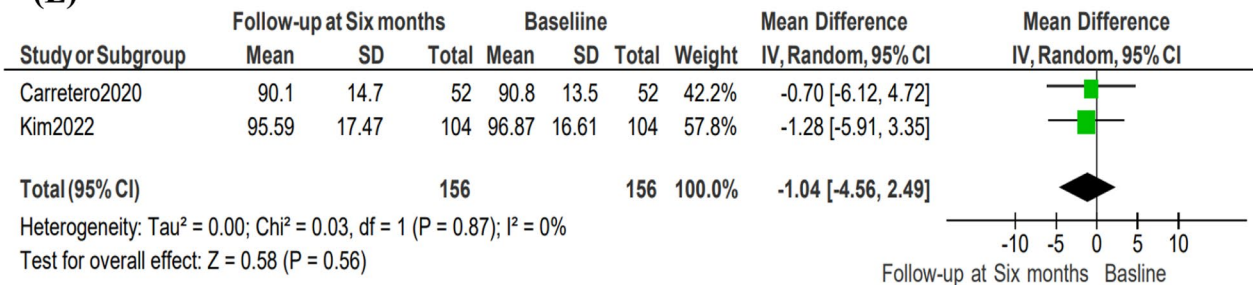 (E)
Follow-up at Six months Baseliine Mean Difference Mean Difference
Study or Subgroup Mean SD Total Mean SD Total Weight IV, Random, 95% CI IV, Random, 95% CI
Carretero2020 90.1 14.7 52 90.8 13.5 52 42.2% -0.70 [-6.12, 4.72]
Kim2022 95.59 17.47 104 96.87 16.61 104 57.8% -1.28 [-5.91, 3.35]
Total (95% CI) 156 156 100.0% -1.04 [-4.56, 2.49]
Heterogeneity: Tau² = 0.00; Chi² = 0.03, df = 1 (P = 0.87); I² = 0%
Test for overall effect: Z = 0.58 (P = 0.56)
-10 -5 0 5 10
Follow-up at Six months Basline